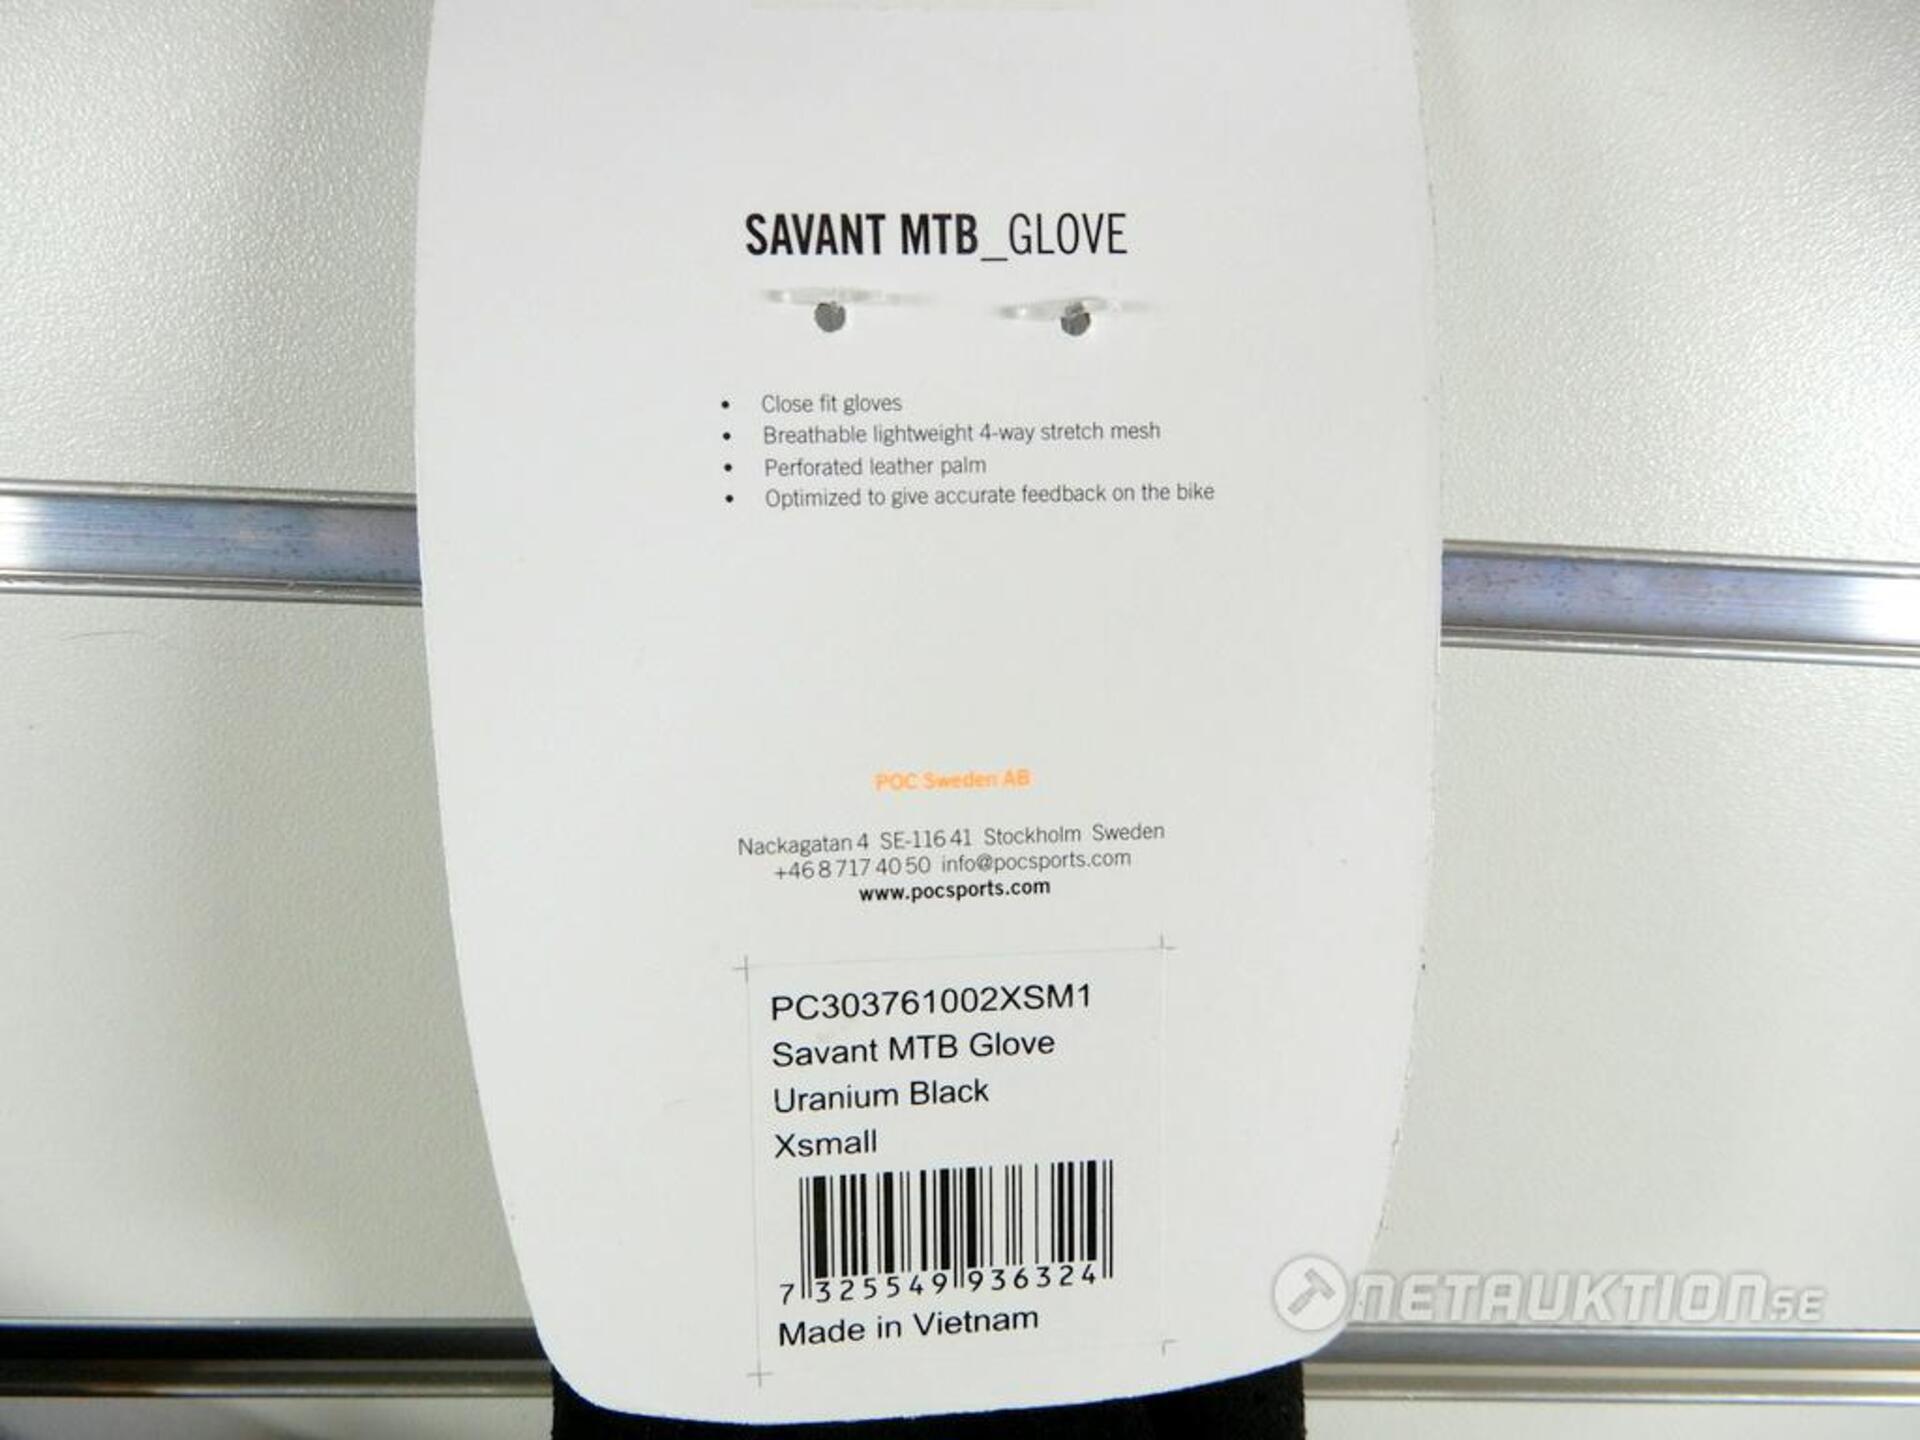 SAVANT MTB_GLOVE
• Close fit gloves
• Breathable lightweight 4-way stretch mesh
• Perforated leather palm
• Optimized to give accurate feedback on the bike
POC Sweden AB
Nackagatan 4 SE-116 41 Stockholm Sweden
+46 8 717 40 50 info@pocsports.com
www.pocsports.com
PC303761002XSM1
Savant MTB Glove
Uranium Black
Xsmall
7 325549 936324
Made in Vietnam
NETAUKTION.SE